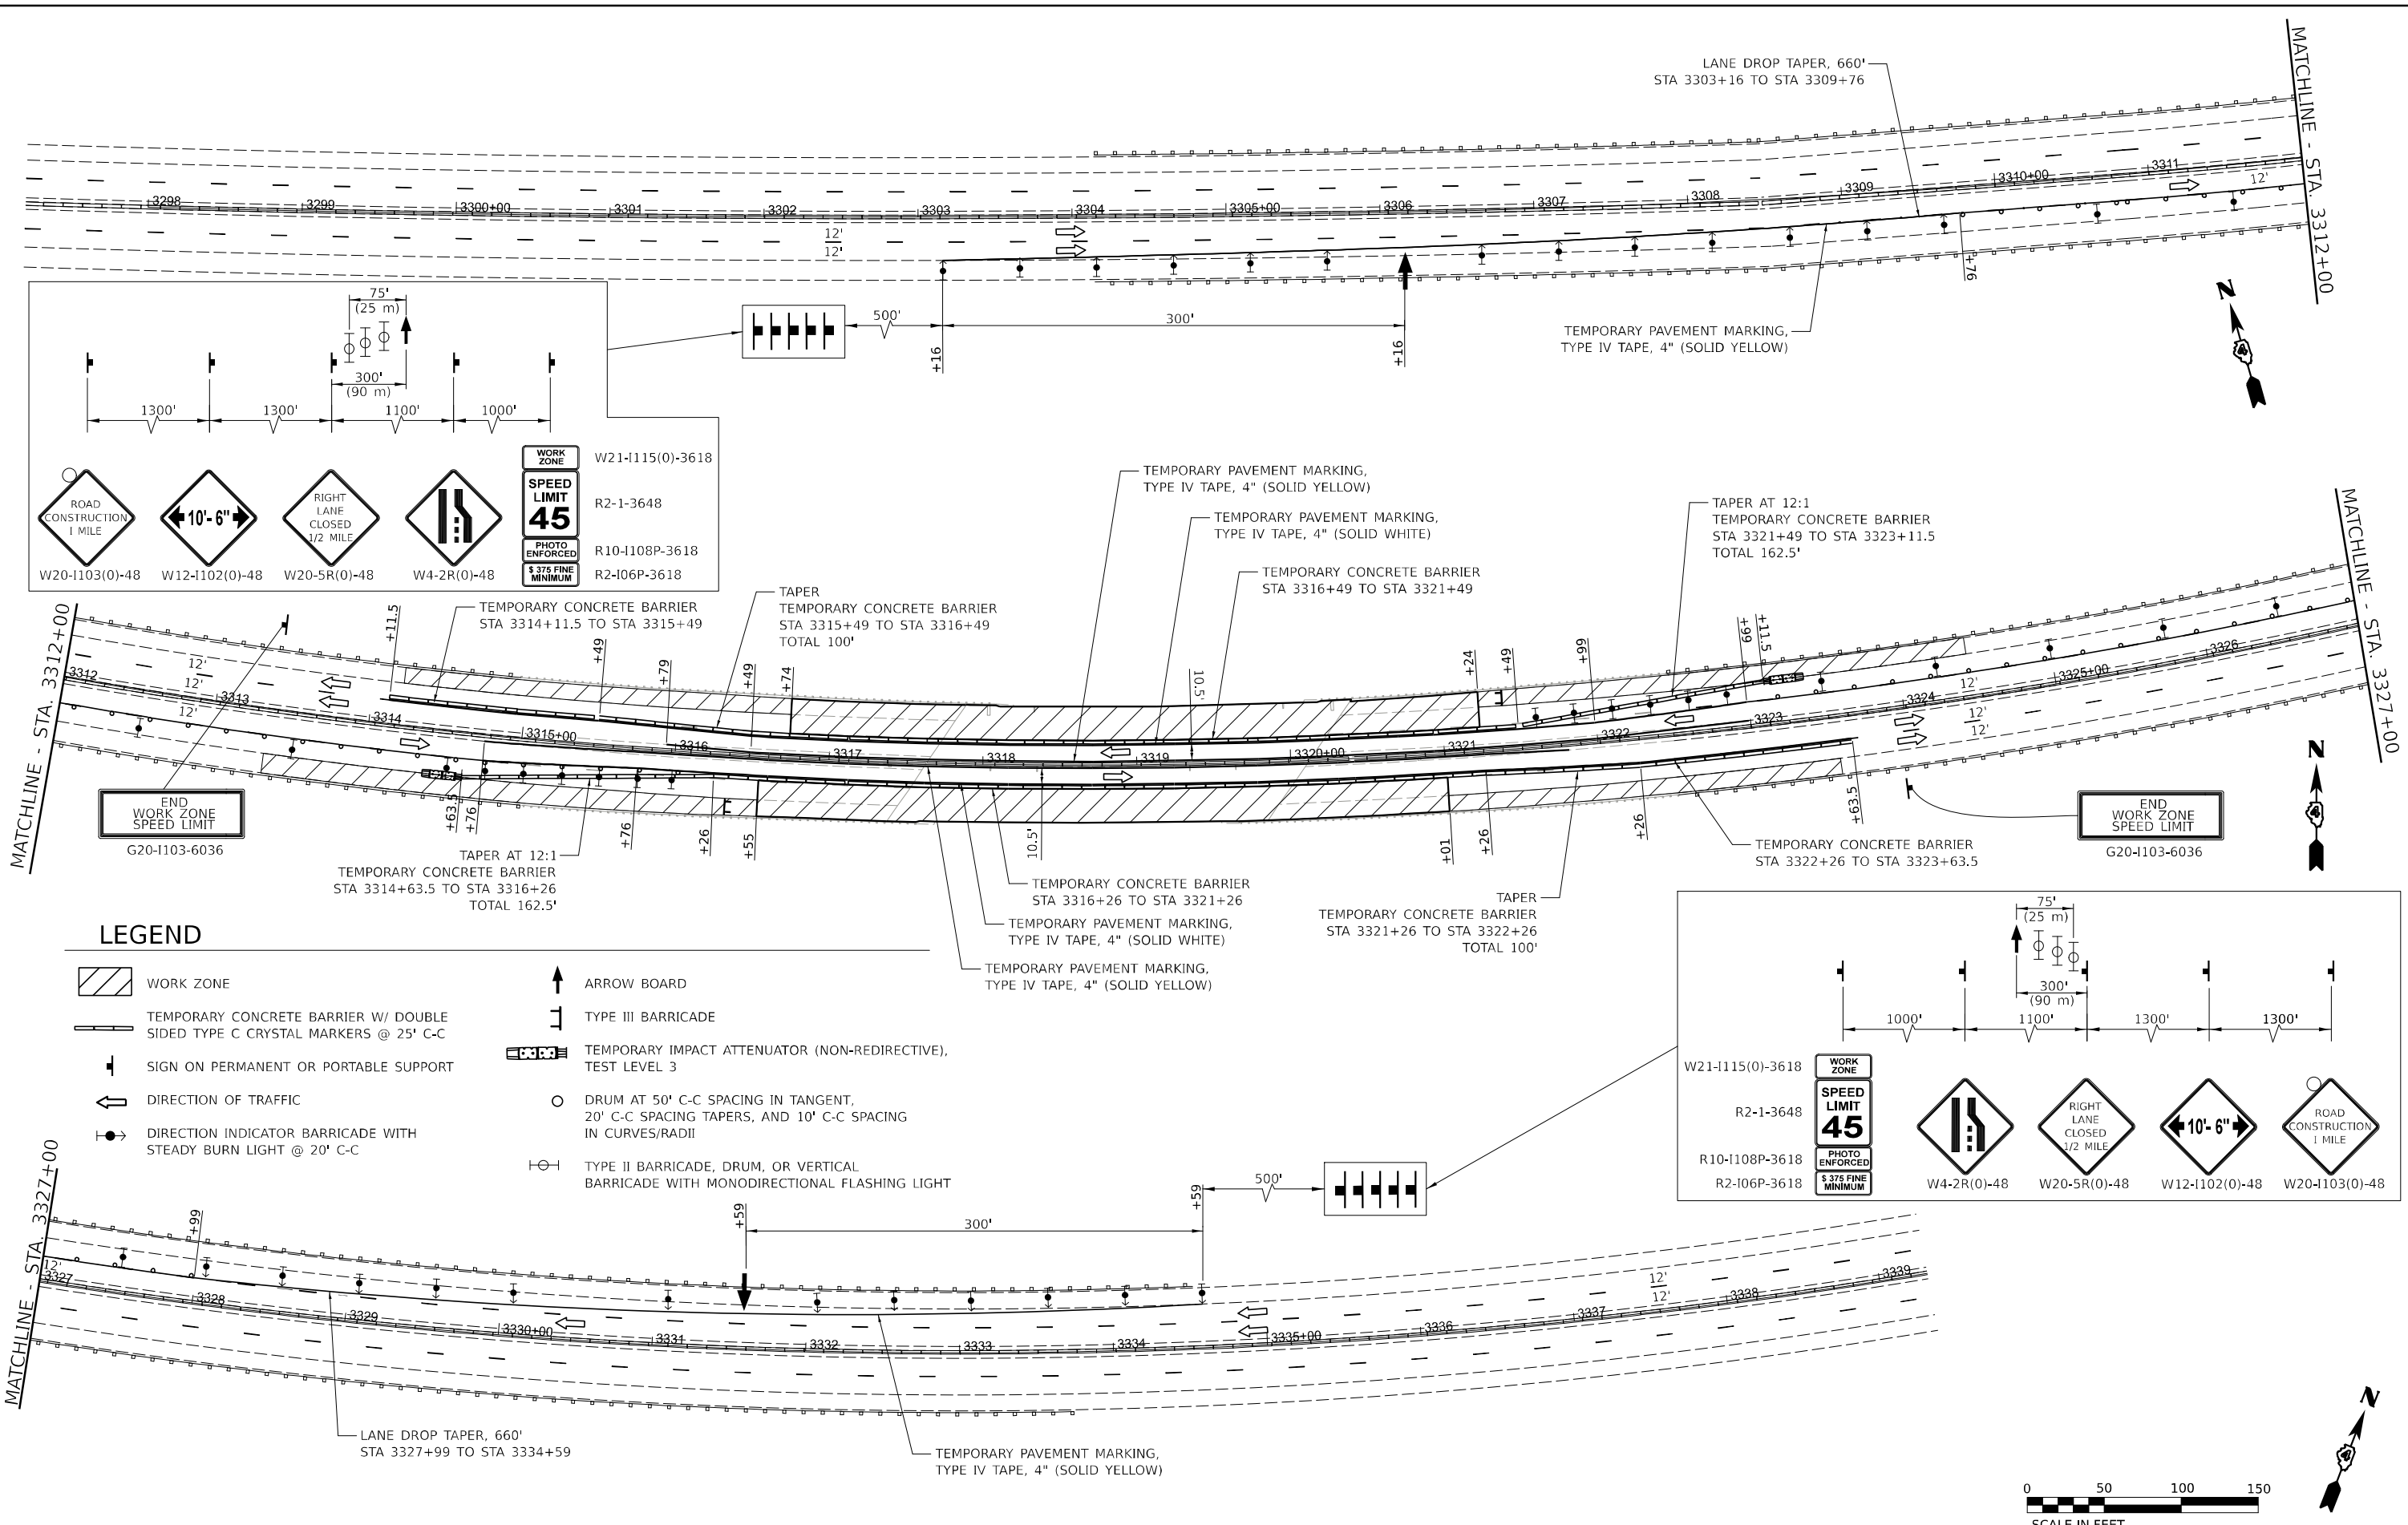 LANE DROP TAPER, 660'
STA 3303+16 TO STA 3309+76
MATCHLINE - STA. 3312+00
3298
3299
3300+00
3301
3302
3303
3304
3305+00
3306
3307
3308
3309
3310+00
3311
12'
12'
12'
500'
300'
+16
+16
+76
TEMPORARY PAVEMENT MARKING,
TYPE IV TAPE, 4" (SOLID YELLOW)
N
4
75'
(25 m)
300'
(90 m)
1300'
1300'
1100'
1000'
ROAD
CONSTRUCTION
1 MILE
W20-I103(0)-48
10'- 6"
W12-I102(0)-48
RIGHT
LANE
CLOSED
1/2 MILE
W20-5R(0)-48
W4-2R(0)-48
WORK
ZONE
W21-I115(0)-3618
SPEED
LIMIT
45
R2-1-3648
PHOTO
ENFORCED
R10-I108P-3618
$ 375 FINE
MINIMUM
R2-I06P-3618
TEMPORARY PAVEMENT MARKING,
TYPE IV TAPE, 4" (SOLID YELLOW)
TEMPORARY PAVEMENT MARKING,
TYPE IV TAPE, 4" (SOLID WHITE)
TEMPORARY CONCRETE BARRIER
STA 3316+49 TO STA 3321+49
TAPER AT 12:1
TEMPORARY CONCRETE BARRIER
STA 3321+49 TO STA 3323+11.5
TOTAL 162.5'
MATCHLINE - STA. 3327+00
MATCHLINE - STA. 3312+00
TEMPORARY CONCRETE BARRIER
STA 3314+11.5 TO STA 3315+49
TAPER
TEMPORARY CONCRETE BARRIER
STA 3315+49 TO STA 3316+49
TOTAL 100'
+11.5
+49
+79
+49
+74
10.5'
+24
+49
+99
+99
+11.5
12'
12'
12'
12'
12'
12'
3312
3313
3314
3315+00
3316
3317
3318
3319
3320+00
3321
3322
3323
3324
3325+00
3326
+63.5
+76
+76
+26
+55
10.5'
+01
+26
+26
+63.5
END
WORK ZONE
SPEED LIMIT
G20-I103-6036
TAPER AT 12:1
TEMPORARY CONCRETE BARRIER
STA 3314+63.5 TO STA 3316+26
TOTAL 162.5'
TEMPORARY CONCRETE BARRIER
STA 3316+26 TO STA 3321+26
TEMPORARY PAVEMENT MARKING,
TYPE IV TAPE, 4" (SOLID WHITE)
TEMPORARY PAVEMENT MARKING,
TYPE IV TAPE, 4" (SOLID YELLOW)
TAPER
TEMPORARY CONCRETE BARRIER
STA 3321+26 TO STA 3322+26
TOTAL 100'
TEMPORARY CONCRETE BARRIER
STA 3322+26 TO STA 3323+63.5
END
WORK ZONE
SPEED LIMIT
G20-I103-6036
N
4
LEGEND
WORK ZONE
TEMPORARY CONCRETE BARRIER W/ DOUBLE
SIDED TYPE C CRYSTAL MARKERS @ 25' C-C
SIGN ON PERMANENT OR PORTABLE SUPPORT
DIRECTION OF TRAFFIC
DIRECTION INDICATOR BARRICADE WITH
STEADY BURN LIGHT @ 20' C-C
ARROW BOARD
TYPE III BARRICADE
TEMPORARY IMPACT ATTENUATOR (NON-REDIRECTIVE),
TEST LEVEL 3
DRUM AT 50' C-C SPACING IN TANGENT,
20' C-C SPACING TAPERS, AND 10' C-C SPACING
IN CURVES/RADII
TYPE II BARRICADE, DRUM, OR VERTICAL
BARRICADE WITH MONODIRECTIONAL FLASHING LIGHT
75'
(25 m)
300'
(90 m)
1000'
1100'
1300'
1300'
W21-I115(0)-3618
WORK
ZONE
R2-1-3648
SPEED
LIMIT
45
R10-I108P-3618
PHOTO
ENFORCED
R2-I06P-3618
$ 375 FINE
MINIMUM
W4-2R(0)-48
RIGHT
LANE
CLOSED
1/2 MILE
W20-5R(0)-48
10'- 6"
W12-I102(0)-48
ROAD
CONSTRUCTION
1 MILE
W20-I103(0)-48
MATCHLINE - STA. 3327+00
+99
+59
300'
+59
500'
12'
12'
12'
3327
3328
3329
3330+00
3331
3332
3333
3334
3335+00
3336
3337
3338
3339
LANE DROP TAPER, 660'
STA 3327+99 TO STA 3334+59
TEMPORARY PAVEMENT MARKING,
TYPE IV TAPE, 4" (SOLID YELLOW)
N
4
0 50 100 150
SCALE IN FEET